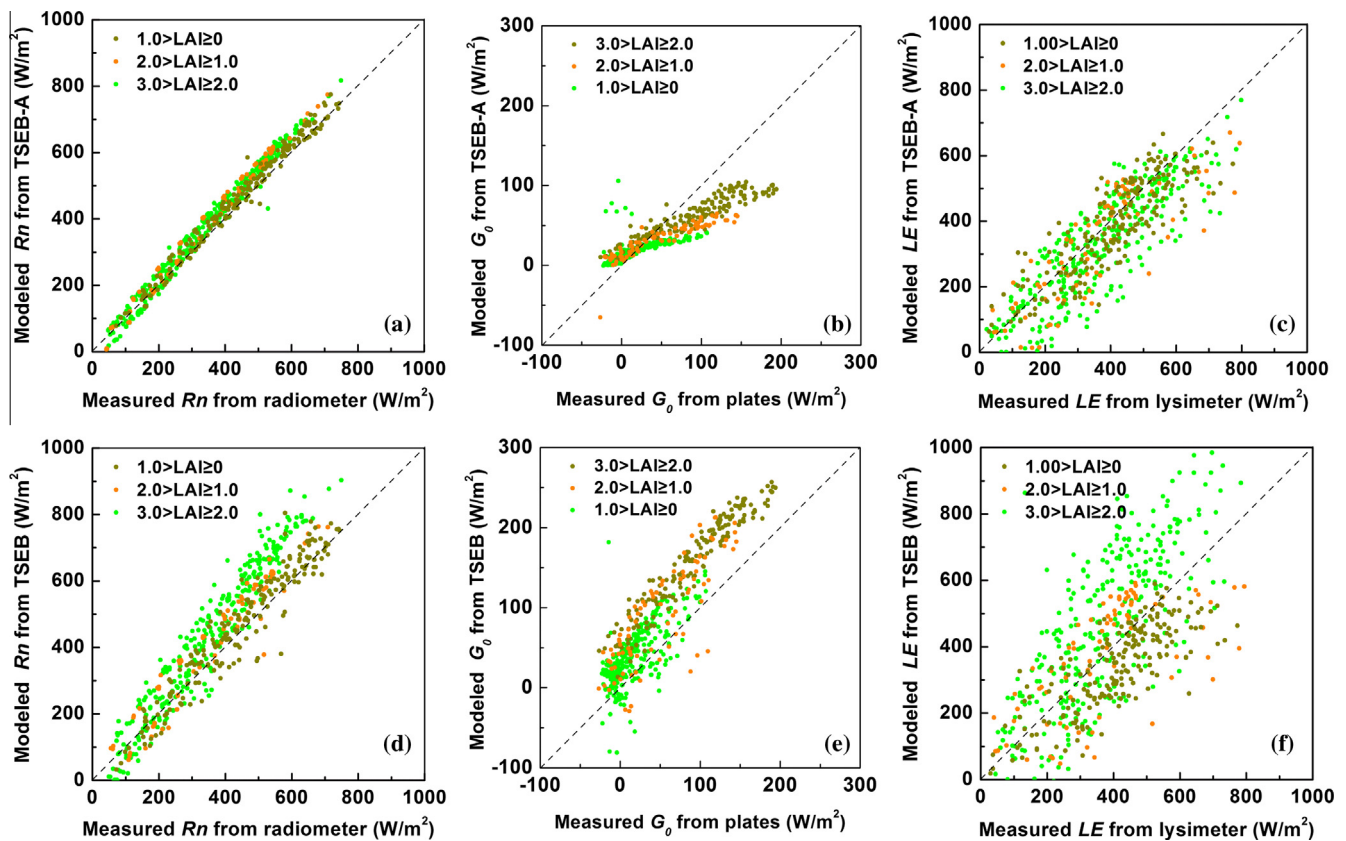 Modeled Rn from TSEB-A (W/m²)
1000
800
600
400
200
0
1.0>LAI≥0
2.0>LAI≥1.0
3.0>LAI≥2.0
(a)
0 200 400 600 800 1000
Measured Rn from radiometer (W/m²)
Modeled G₀ from TSEB-A (W/m²)
300
200
100
0
-100
3.0>LAI≥2.0
2.0>LAI≥1.0
1.0>LAI≥0
(b)
-100 0 100 200 300
Measured G₀ from plates (W/m²)
Modeled LE from TSEB-A (W/m²)
1000
800
600
400
200
0
1.00>LAI≥0
2.0>LAI≥1.0
3.0>LAI≥2.0
(c)
0 200 400 600 800 1000
Measured LE from lysimeter (W/m²)
Modeled Rn from TSEB (W/m²)
1000
800
600
400
200
0
1.0>LAI≥0
2.0>LAI≥1.0
3.0>LAI≥2.0
(d)
0 200 400 600 800 1000
Measured Rn from radiometer (W/m²)
Modeled G₀ from TSEB (W/m²)
300
200
100
0
-100
3.0>LAI≥2.0
2.0>LAI≥1.0
1.0>LAI≥0
(e)
-100 0 100 200 300
Measured G₀ from plates (W/m²)
Modeled LE from TSEB (W/m²)
1000
800
600
400
200
0
1.00>LAI≥0
2.0>LAI≥1.0
3.0>LAI≥2.0
(f)
0 200 400 600 800 1000
Measured LE from lysimeter (W/m²)